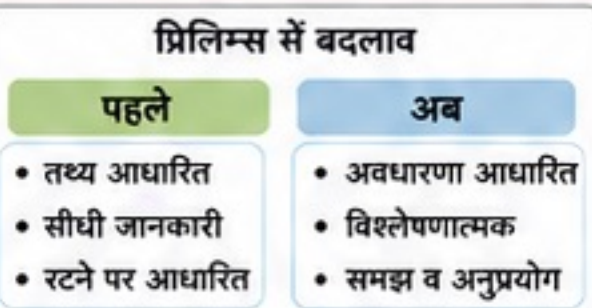 प्रिलिम्स सें बदलाव
पहले
• तथ्य आधारित
• सीधी जानकारी
• रटने पर आधारित
अब
• अवधारणा आधारित
• विश्लेषणात्मक
• समझ व अनुप्रयोग